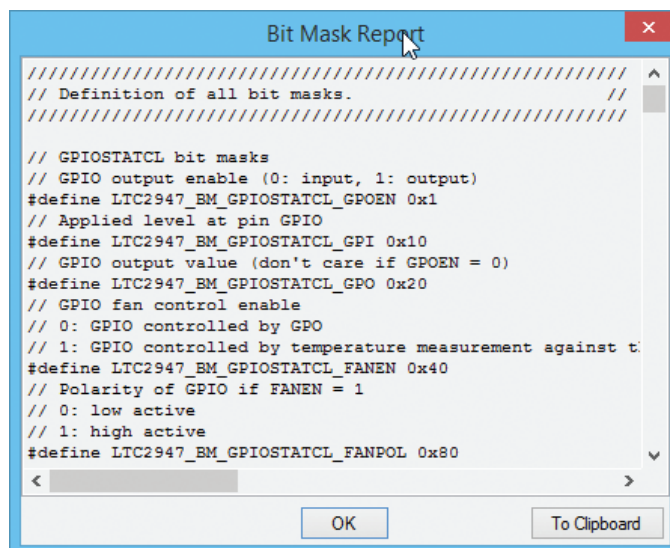 Bit Mask Report
/////////////////////////////////////////////////////////
// Definition of all bit masks. //
/////////////////////////////////////////////////////////
// GPIOSTATCL bit masks
// GPIO output enable (0: input, 1: output)
#define LTC2947_BM_GPIOSTATCL_GPOEN 0x1
// Applied level at pin GPIO
#define LTC2947_BM_GPIOSTATCL_GPI 0x10
// GPIO output value (don't care if GPOEN = 0)
#define LTC2947_BM_GPIOSTATCL_GPO 0x20
// GPIO fan control enable
// 0: GPIO controlled by GPO
// 1: GPIO controlled by temperature measurement against
#define LTC2947_BM_GPIOSTATCL_FANEN 0x40
// Polarity of GPIO if FANEN = 1
// 0: low active
// 1: high active
#define LTC2947_BM_GPIOSTATCL_FANPOL 0x80
OK
To Clipboard